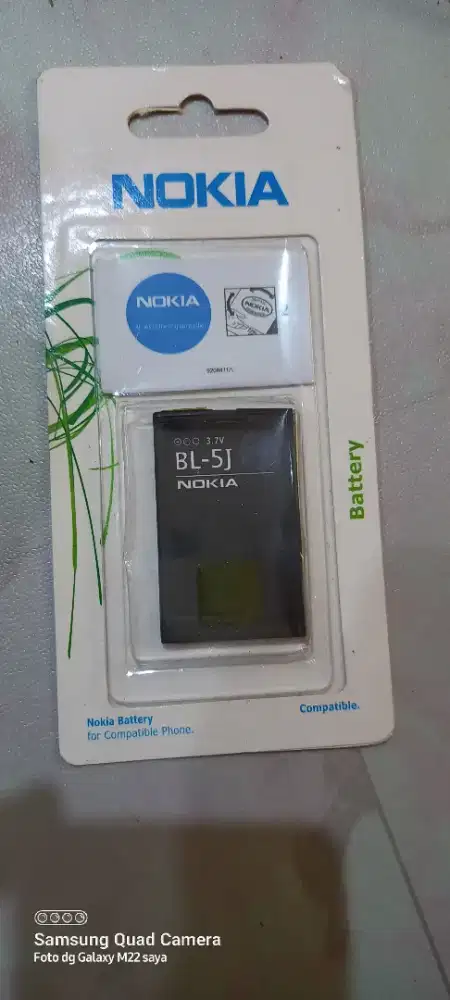 NOKIA
NOKIA
NOKIA
3.7V
BL-5J
NOKIA
Battery
Compatible.
Nokia Battery
for Compatible Phone.
Samsung Quad Camera
Foto dg Galaxy M22 saya